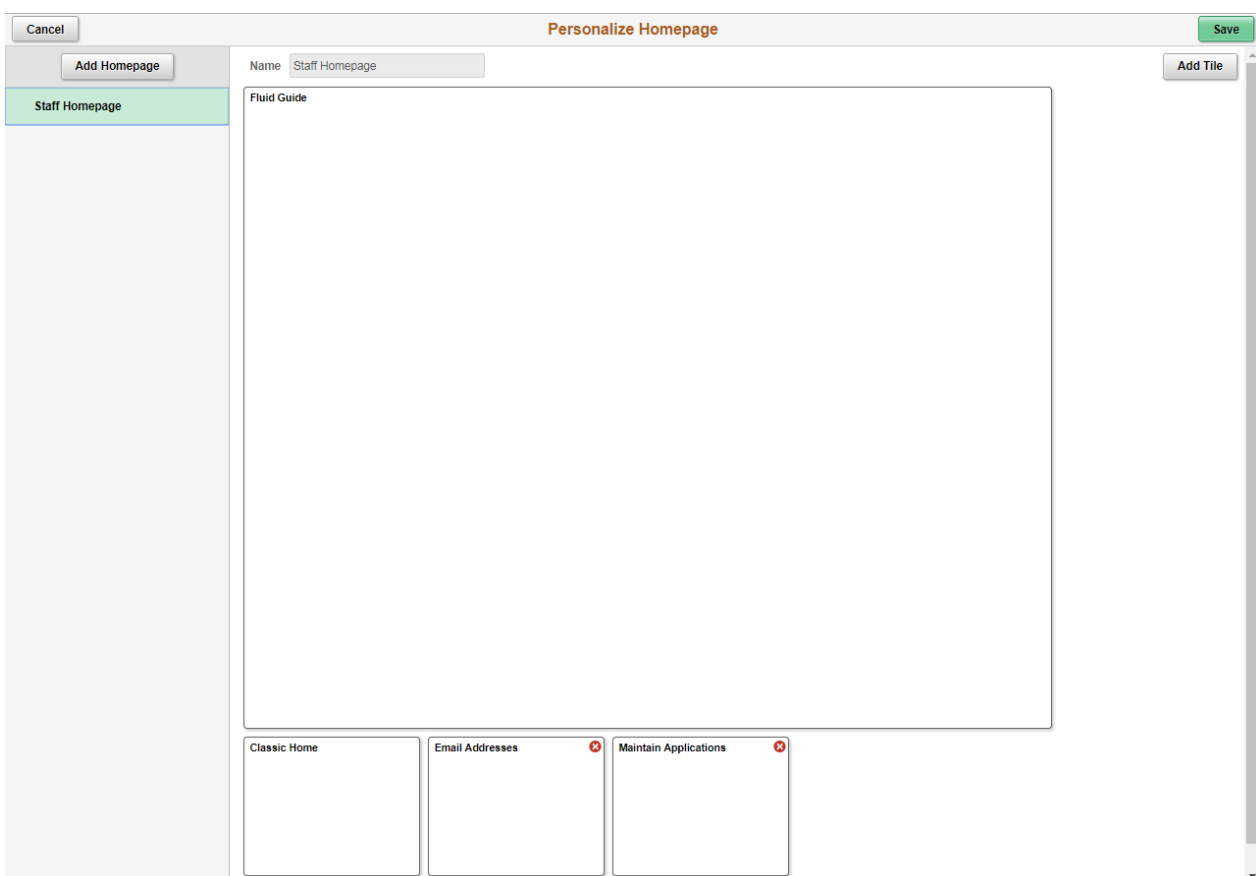 Cancel Personalize Homepage Save
Add Homepage Name Staff Homepage Add Tile
Staff Homepage
Fluid Guide
Classic Home Email Addresses Maintain Applications